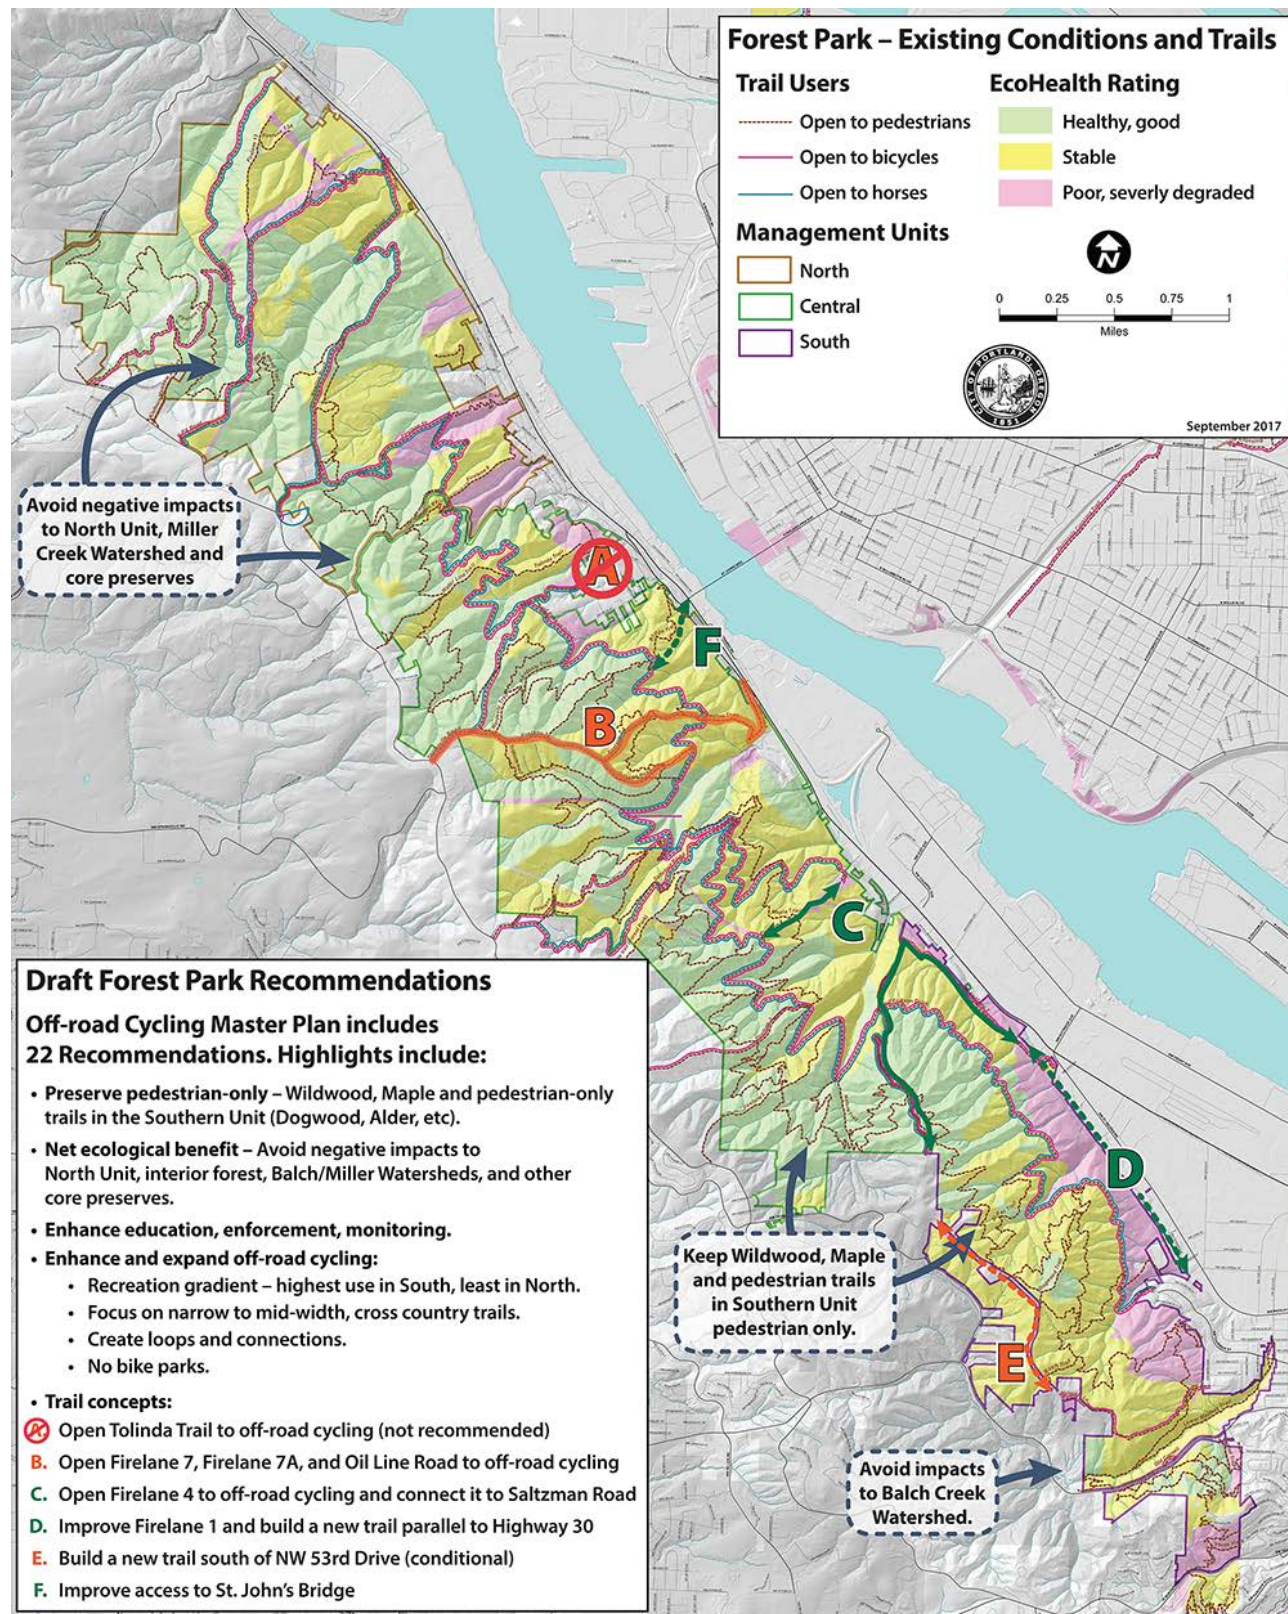 Forest Park – Existing Conditions and Trails
Trail Users
Open to pedestrians
Open to bicycles
Open to horses
Management Units
North
Central
South
EcoHealth Rating
Healthy, good
Stable
Poor, severly degraded
N
0 0.25 0.5 0.75 1
Miles
CITY OF PORTLAND, OREGON
1851
September 2017
Avoid negative impacts
to North Unit, Miller
Creek Watershed and
core preserves
A
F
B
C
D
E
Keep Wildwood, Maple
and pedestrian trails
in Southern Unit
pedestrian only.
Avoid impacts
to Balch Creek
Watershed.
Draft Forest Park Recommendations
Off-road Cycling Master Plan includes
22 Recommendations. Highlights include:
• Preserve pedestrian-only – Wildwood, Maple and pedestrian-only
trails in the Southern Unit (Dogwood, Alder, etc).
• Net ecological benefit – Avoid negative impacts to
North Unit, interior forest, Balch/Miller Watersheds, and other
core preserves.
• Enhance education, enforcement, monitoring.
• Enhance and expand off-road cycling:
• Recreation gradient – highest use in South, least in North.
• Focus on narrow to mid-width, cross country trails.
• Create loops and connections.
• No bike parks.
• Trail concepts:
A. Open Tolinda Trail to off-road cycling (not recommended)
B. Open Firelane 7, Firelane 7A, and Oil Line Road to off-road cycling
C. Open Firelane 4 to off-road cycling and connect it to Saltzman Road
D. Improve Firelane 1 and build a new trail parallel to Highway 30
E. Build a new trail south of NW 53rd Drive (conditional)
F. Improve access to St. John's Bridge